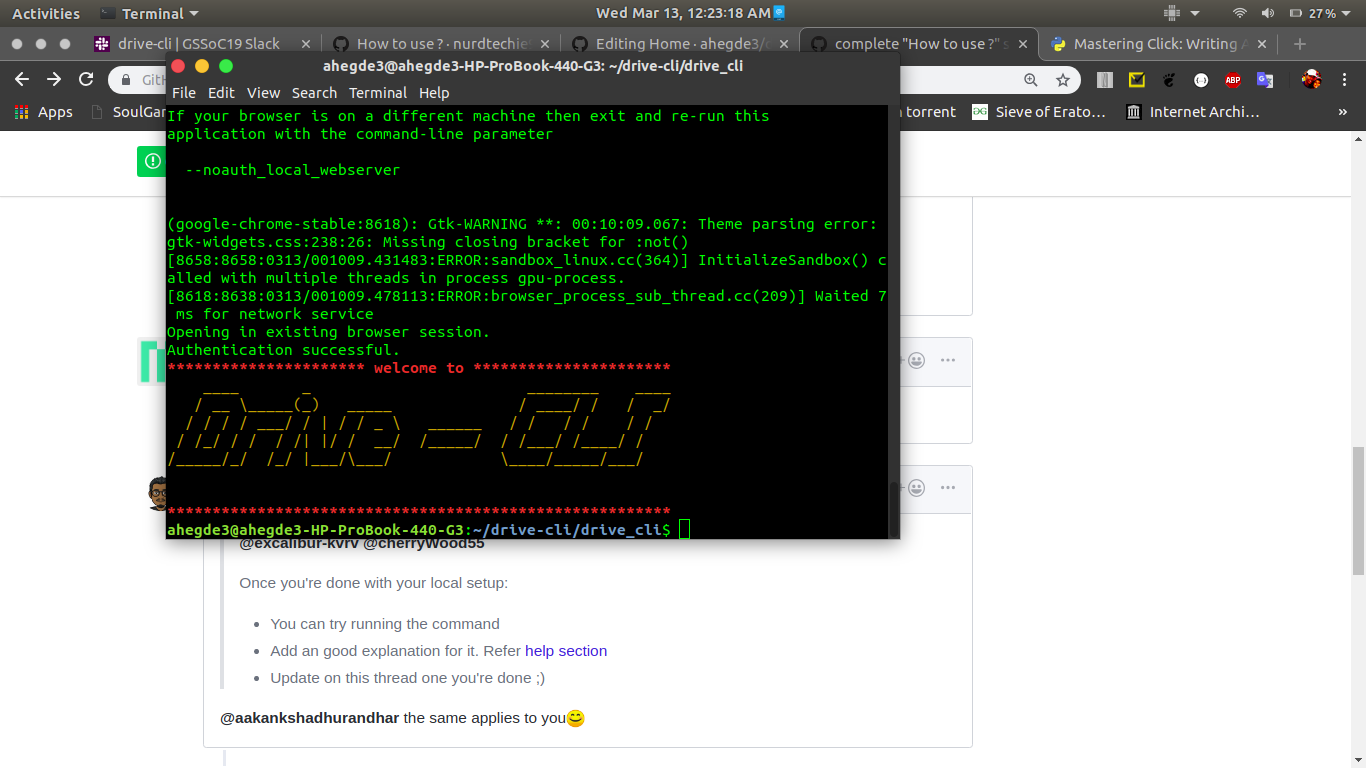 Activities Terminal Wed Mar 13, 12:23:18 AM 27%
drive-cli | GSSoC19 Slack × How to use ? · nurdtechie × Editing Home · ahegde3/ × complete "How to use ?" s × Mastering Click: Writing A ×
ahegde3@ahegde3-HP-ProBook-440-G3: ~/drive-cli/drive_cli
GitH ABP
File Edit View Search Terminal Help
Apps SoulGa torrent Sieve of Erato… Internet Archi… »
If your browser is on a different machine then exit and re-run this
application with the command-line parameter
--noauth_local_webserver
(google-chrome-stable:8618): Gtk-WARNING **: 00:10:09.067: Theme parsing error:
gtk-widgets.css:238:26: Missing closing bracket for :not()
[8658:8658:0313/001009.431483:ERROR:sandbox_linux.cc(364)] InitializeSandbox() c
alled with multiple threads in process gpu-process.
[8618:8638:0313/001009.478113:ERROR:browser_process_sub_thread.cc(209)] Waited 7
ms for network service
Opening in existing browser session.
Authentication successful.
********************** welcome to **********************
Drive - CLI
********************************************************
ahegde3@ahegde3-HP-ProBook-440-G3:~/drive-cli/drive_cli$
@excalibur-kvrv @cherryWood55
Once you're done with your local setup:
• You can try running the command
• Add an good explanation for it. Refer help section
• Update on this thread one you're done ;)
@aakankshadhurandhar the same applies to you😊